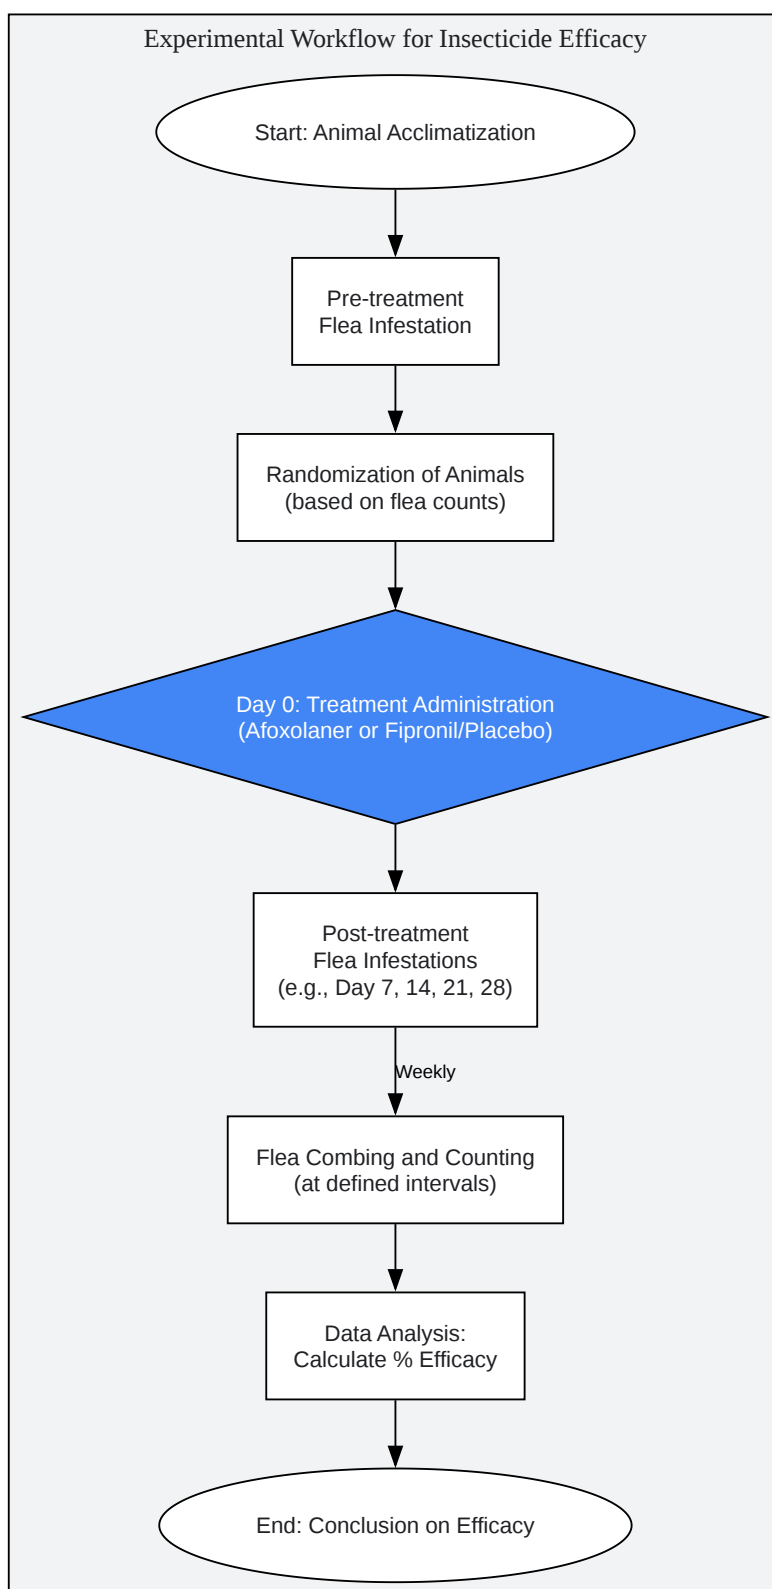 Experimental Workflow for Insecticide Efficacy
Start: Animal Acclimatization
Pre-treatment
Flea Infestation
Randomization of Animals
(based on flea counts)
Day 0: Treatment Administration
(Afoxolaner or Fipronil/Placebo)
Post-treatment
Flea Infestations
(e.g., Day 7, 14, 21, 28)
Weekly
Flea Combing and Counting
(at defined intervals)
Data Analysis:
Calculate % Efficacy
End: Conclusion on Efficacy